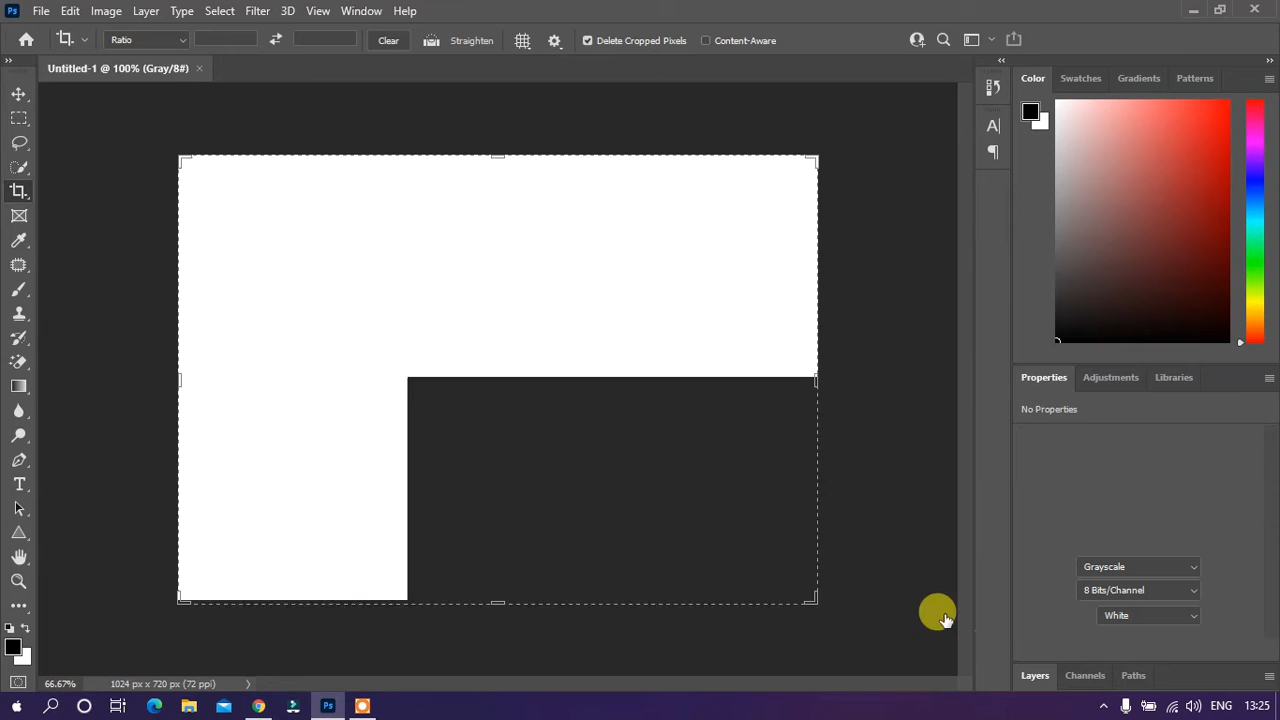 Ps File Edit Image Layer Type Select Filter 3D View Window Help
Ratio Clear Straighten Delete Cropped Pixels Content-Aware
Untitled-1 @ 100% (Gray/8#) ×
Color Swatches Gradients Patterns
Properties Adjustments Libraries
No Properties
Grayscale
8 Bits/Channel
White
Layers Channels Paths
66.67% 1024 px x 720 px (72 ppi)
Ps ENG 13:25